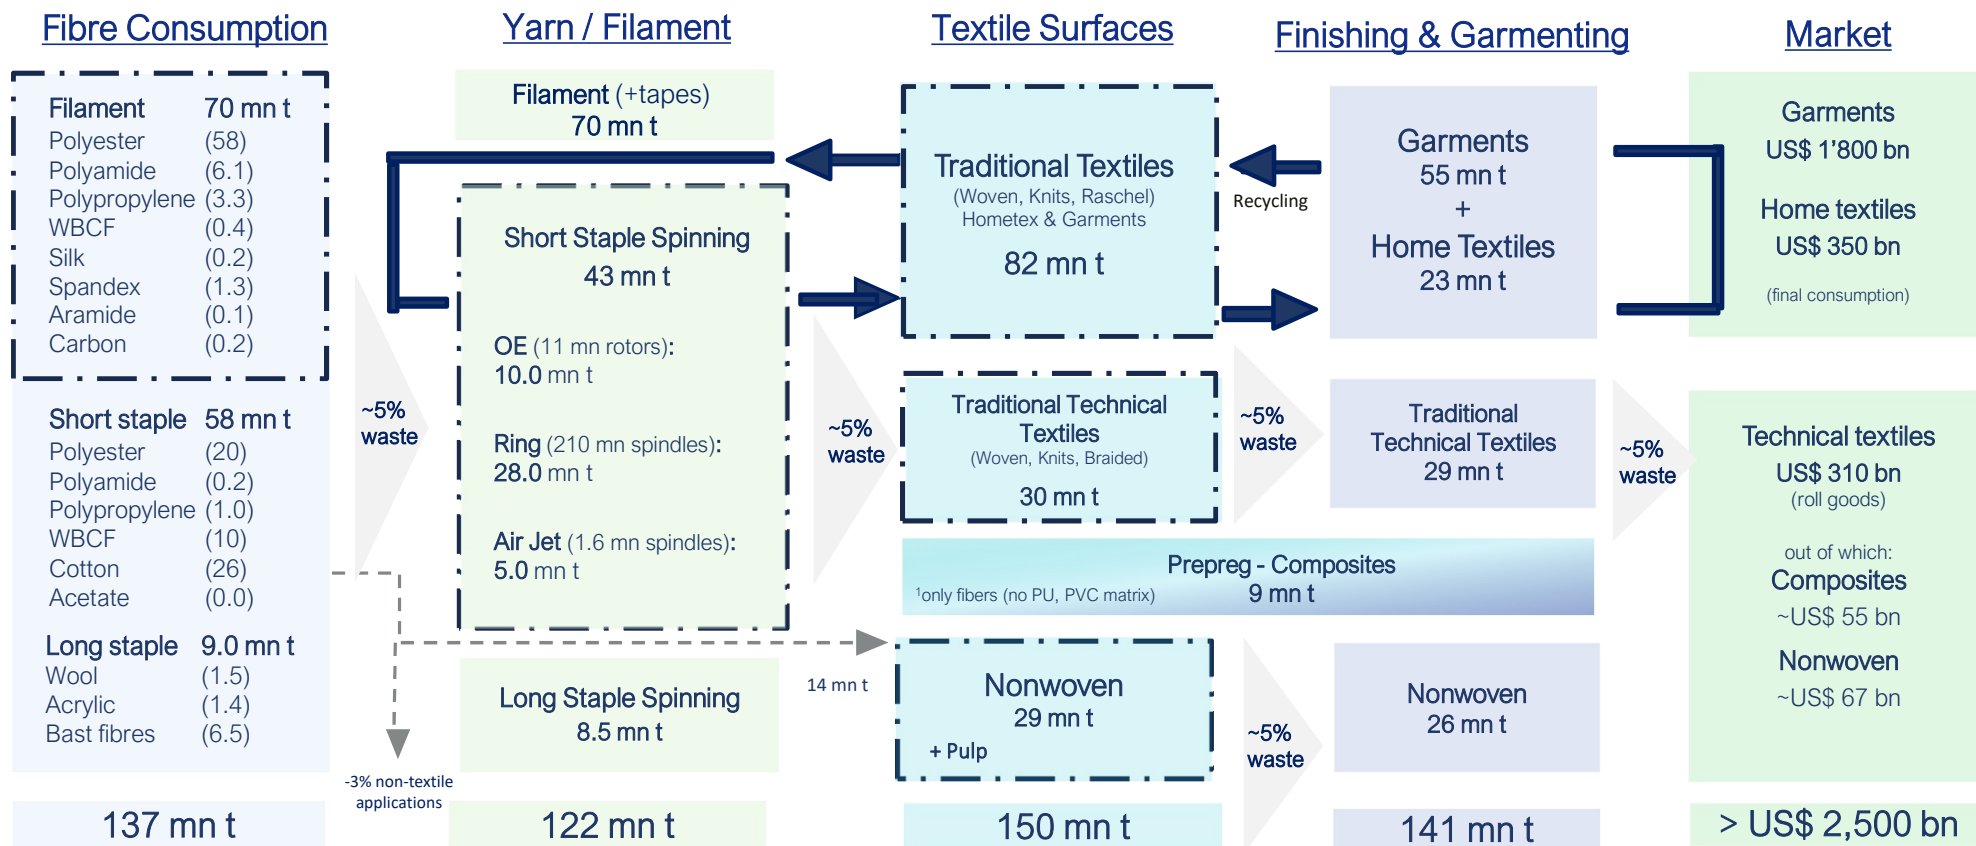 Fibre Consumption
Filament 70 mn t
Polyester (58)
Polyamide (6.1)
Polypropylene (3.3)
WBCF (0.4)
Silk (0.2)
Spandex (1.3)
Aramide (0.1)
Carbon (0.2)
Short staple 58 mn t
Polyester (20)
Polyamide (0.2)
Polypropylene (1.0)
WBCF (10)
Cotton (26)
Acetate (0.0)
Long staple 9.0 mn t
Wool (1.5)
Acrylic (1.4)
Bast fibres (6.5)
137 mn t
~5%
waste
-3% non-textile
applications
Yarn / Filament
Filament (+tapes)
70 mn t
Short Staple Spinning
43 mn t
OE (11 mn rotors):
10.0 mn t
Ring (210 mn spindles):
28.0 mn t
Air Jet (1.6 mn spindles):
5.0 mn t
Long Staple Spinning
8.5 mn t
122 mn t
~5%
waste
14 mn t
Textile Surfaces
Traditional Textiles
(Woven, Knits, Raschel)
Hometex & Garments
82 mn t
Traditional Technical
Textiles
(Woven, Knits, Braided)
30 mn t
Prepreg - Composites
¹only fibers (no PU, PVC matrix) 9 mn t
Nonwoven
29 mn t
+ Pulp
150 mn t
Recycling
~5%
waste
~5%
waste
Finishing & Garmenting
Garments
55 mn t
+
Home Textiles
23 mn t
Traditional
Technical Textiles
29 mn t
Nonwoven
26 mn t
141 mn t
~5%
waste
Market
Garments
US$ 1'800 bn
Home textiles
US$ 350 bn
(final consumption)
Technical textiles
US$ 310 bn
(roll goods)
out of which:
Composites
~US$ 55 bn
Nonwoven
~US$ 67 bn
> US$ 2,500 bn